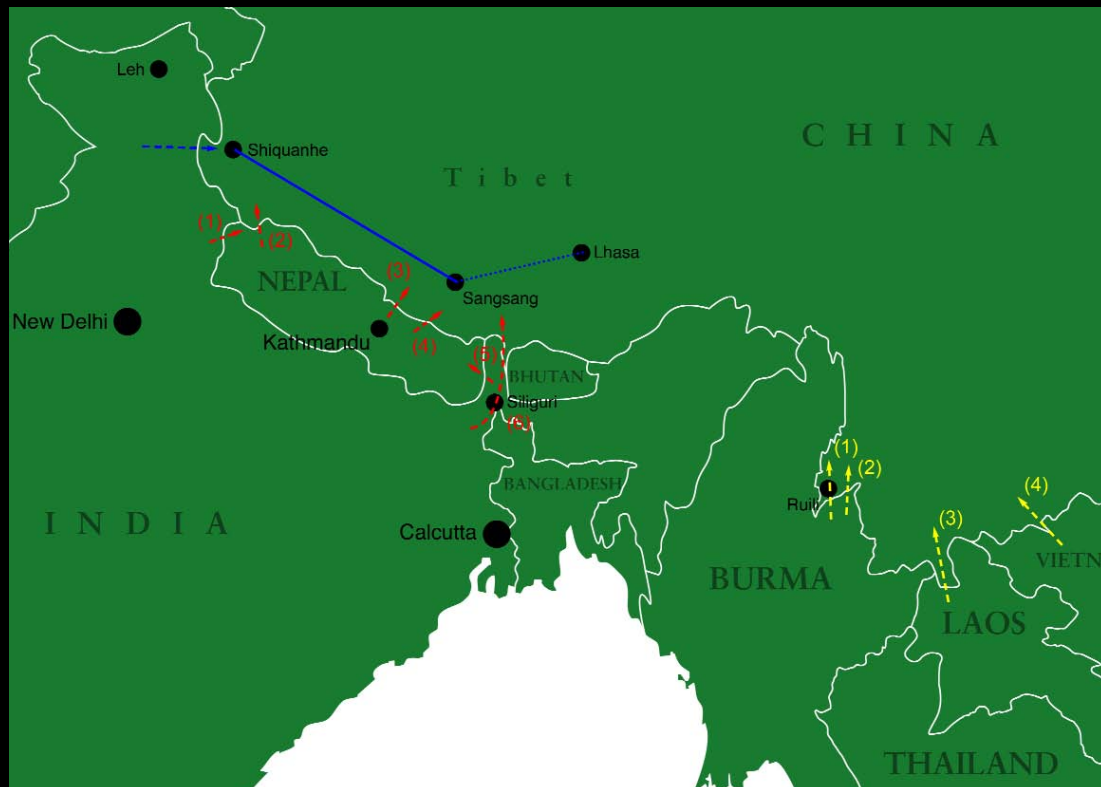 Leh
C H I N A
Shiquanhe
T i b e t
(1)
(2)
Lhasa
(3)
NEPAL
Sangsang
New Delhi
Kathmandu
(4)
(5)
BHUTAN
Siliguri
(6)
(1)
(2)
BANGLADESH
(4)
Ruili
(3)
I N D I A
Calcutta
VIETN
BURMA
LAOS
THAILAND